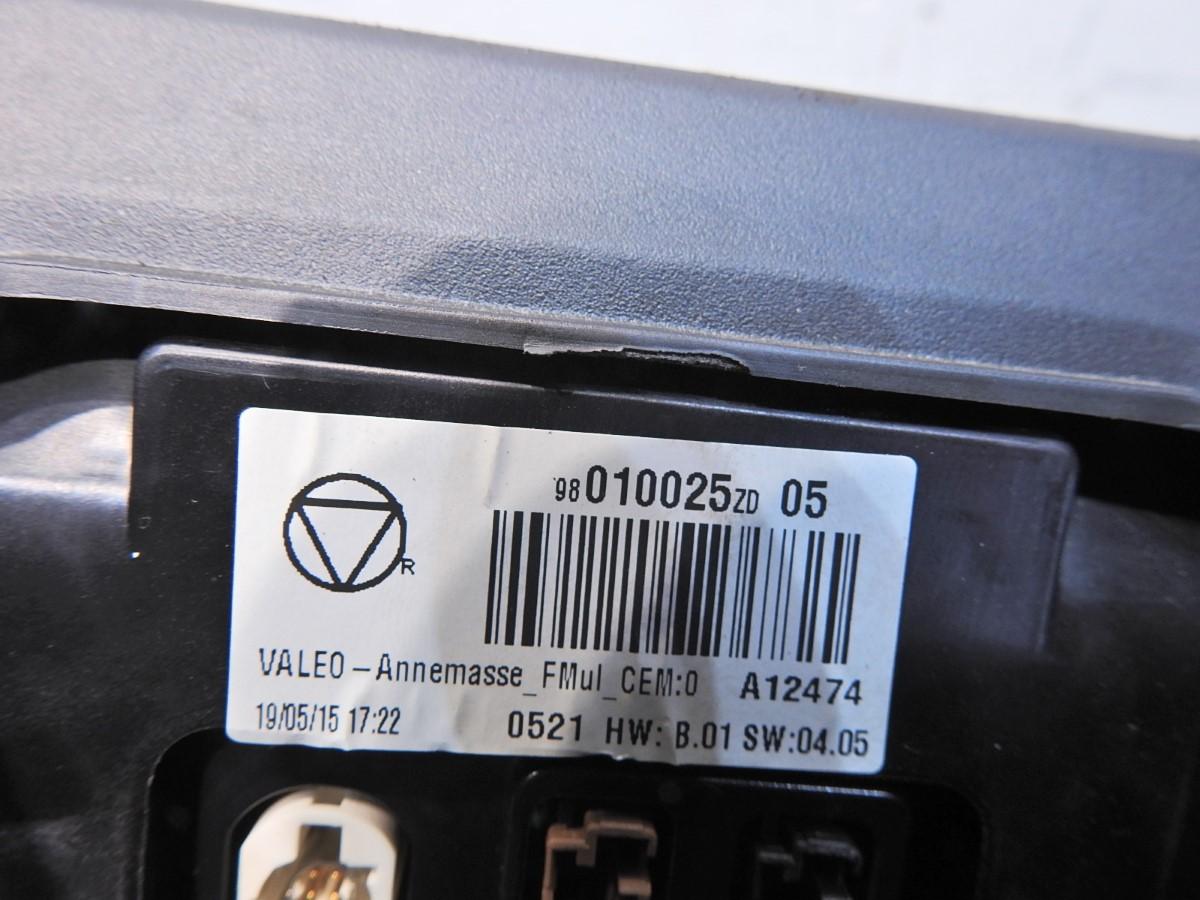 98010025ZD 05
R
VALEO-Annemasse_FMul_CEM:0 A12474
19/05/15 17:22 0521 HW: B.01 SW:04.05